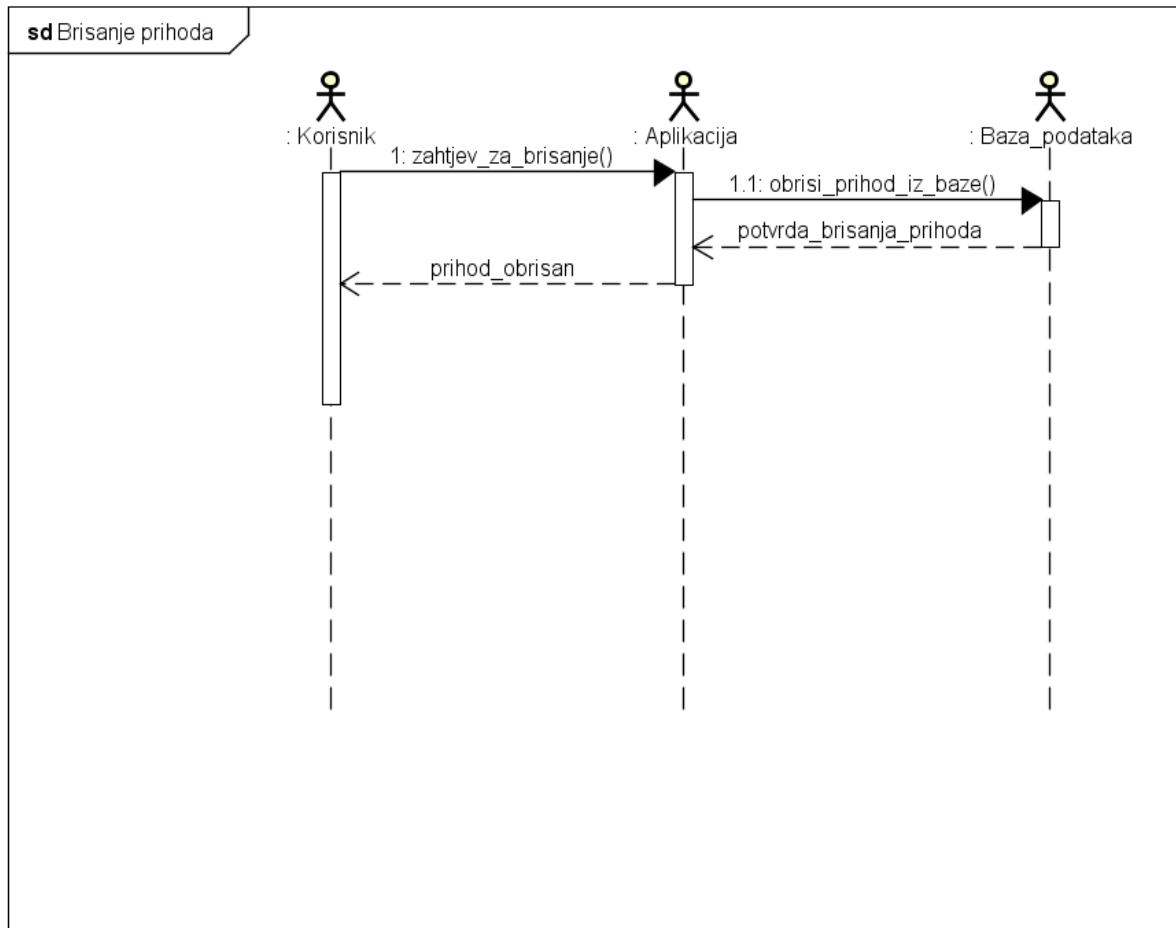 sd Brisanje prihoda
: Korisnik
: Aplikacija
: Baza_podataka
1: zahtjev_za_brisanje()
1.1: obrisi_prihod_iz_baze()
potvrda_brisanja_prihoda
prihod_obrisan